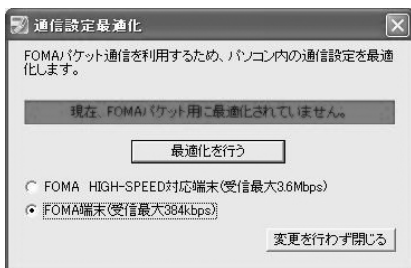 通信設定最適化
FOMAパケット通信を利用するため、パソコン内の通信設定を最適
化します。
現在、FOMAパケット用に最適化されていません。
最適化を行う
FOMA HIGH-SPEED対応端末(受信最大3.6Mbps)
FOMA端末(受信最大384kbps)
変更を行わず閉じる